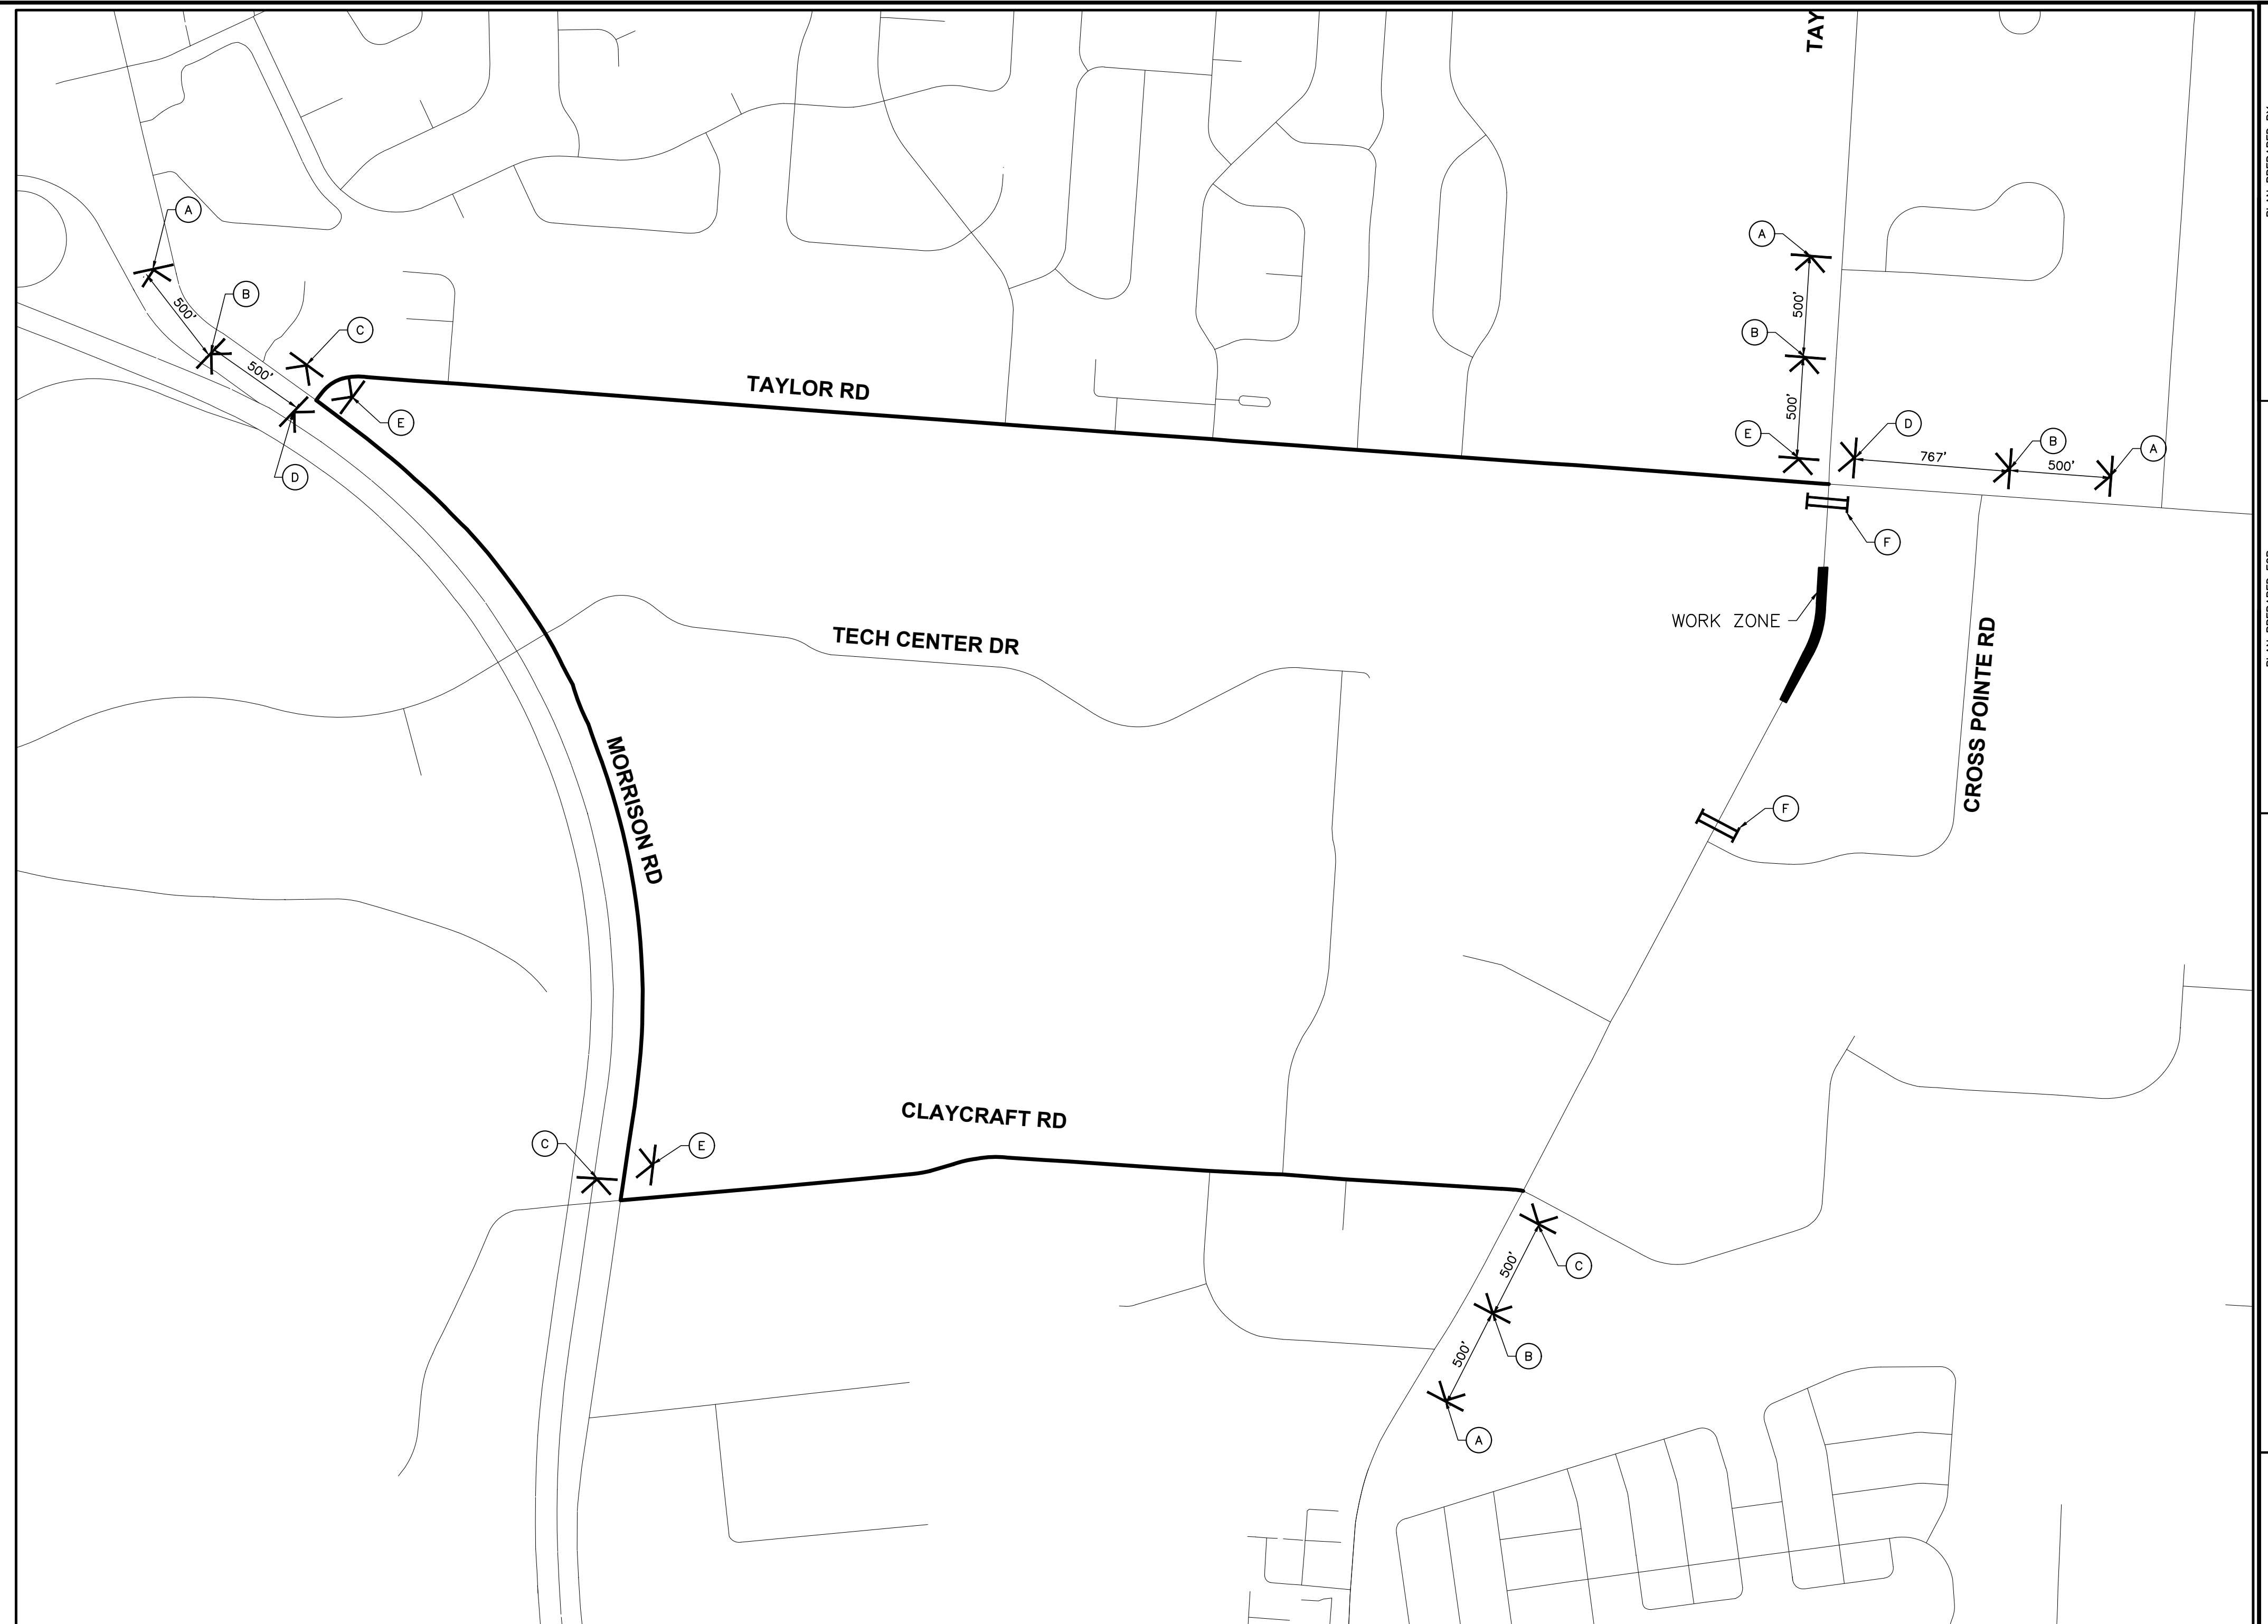 TAY
A
A
B
500'
500'
C
B
500'
500'
TAYLOR RD
E
D
E
D
767'
B
500'
A
F
WORK ZONE
TECH CENTER DR
CROSS POINTE RD
MORRISON RD
F
CLAYCRAFT RD
C
E
500'
C
500'
B
A